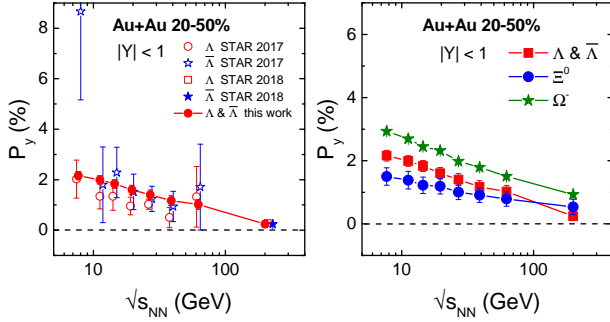 Au+Au 20-50%
|Y| < 1
Λ STAR 2017
Λ̅ STAR 2017
Λ STAR 2018
Λ̅ STAR 2018
Λ & Λ̅ this work
P_y (%)
8
6
4
2
0
10
100
√s_NN (GeV)
Au+Au 20-50%
|Y| < 1
Λ & Λ̅
Ξ⁰
Ω⁻
P_y (%)
6
4
2
0
10
100
√s_NN (GeV)